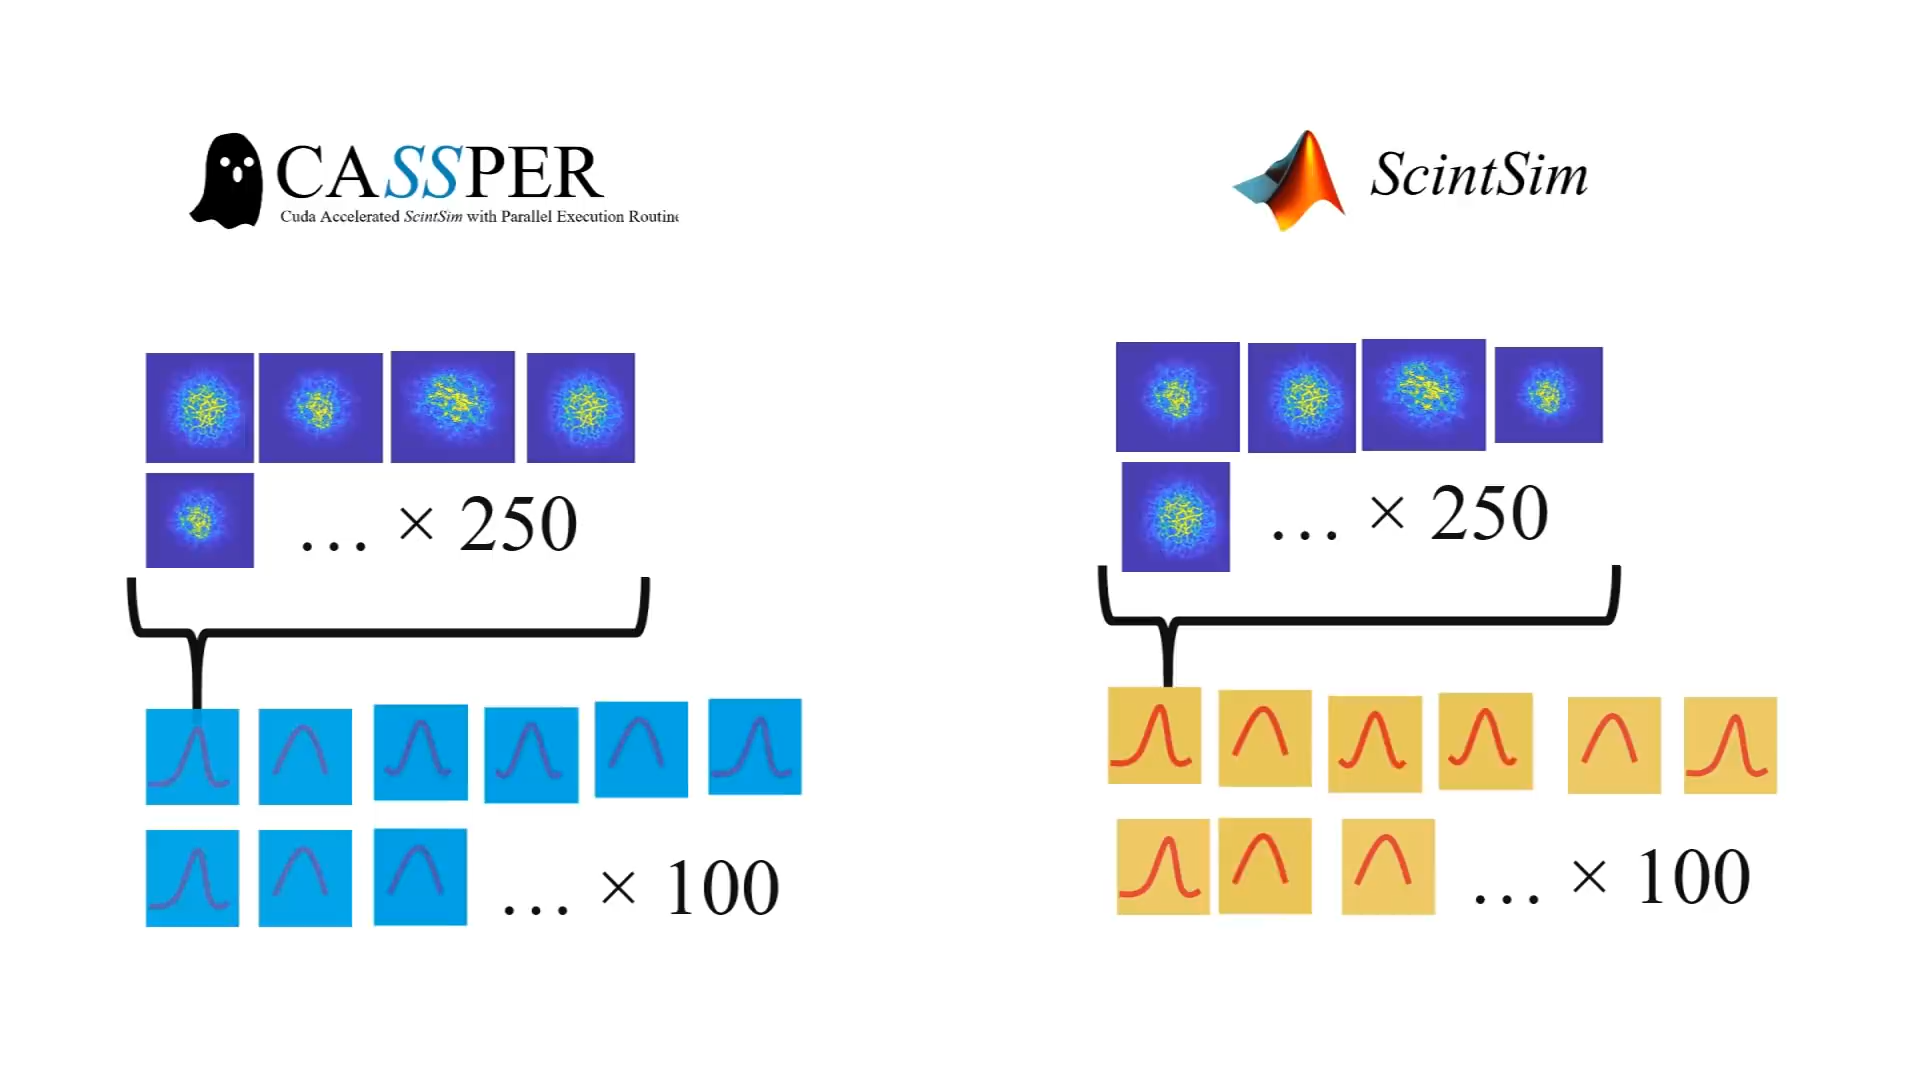 CASSPER
Cuda Accelerated ScintSim with Parallel Execution Routine
ScintSim
... × 250
... × 250
... × 100
... × 100